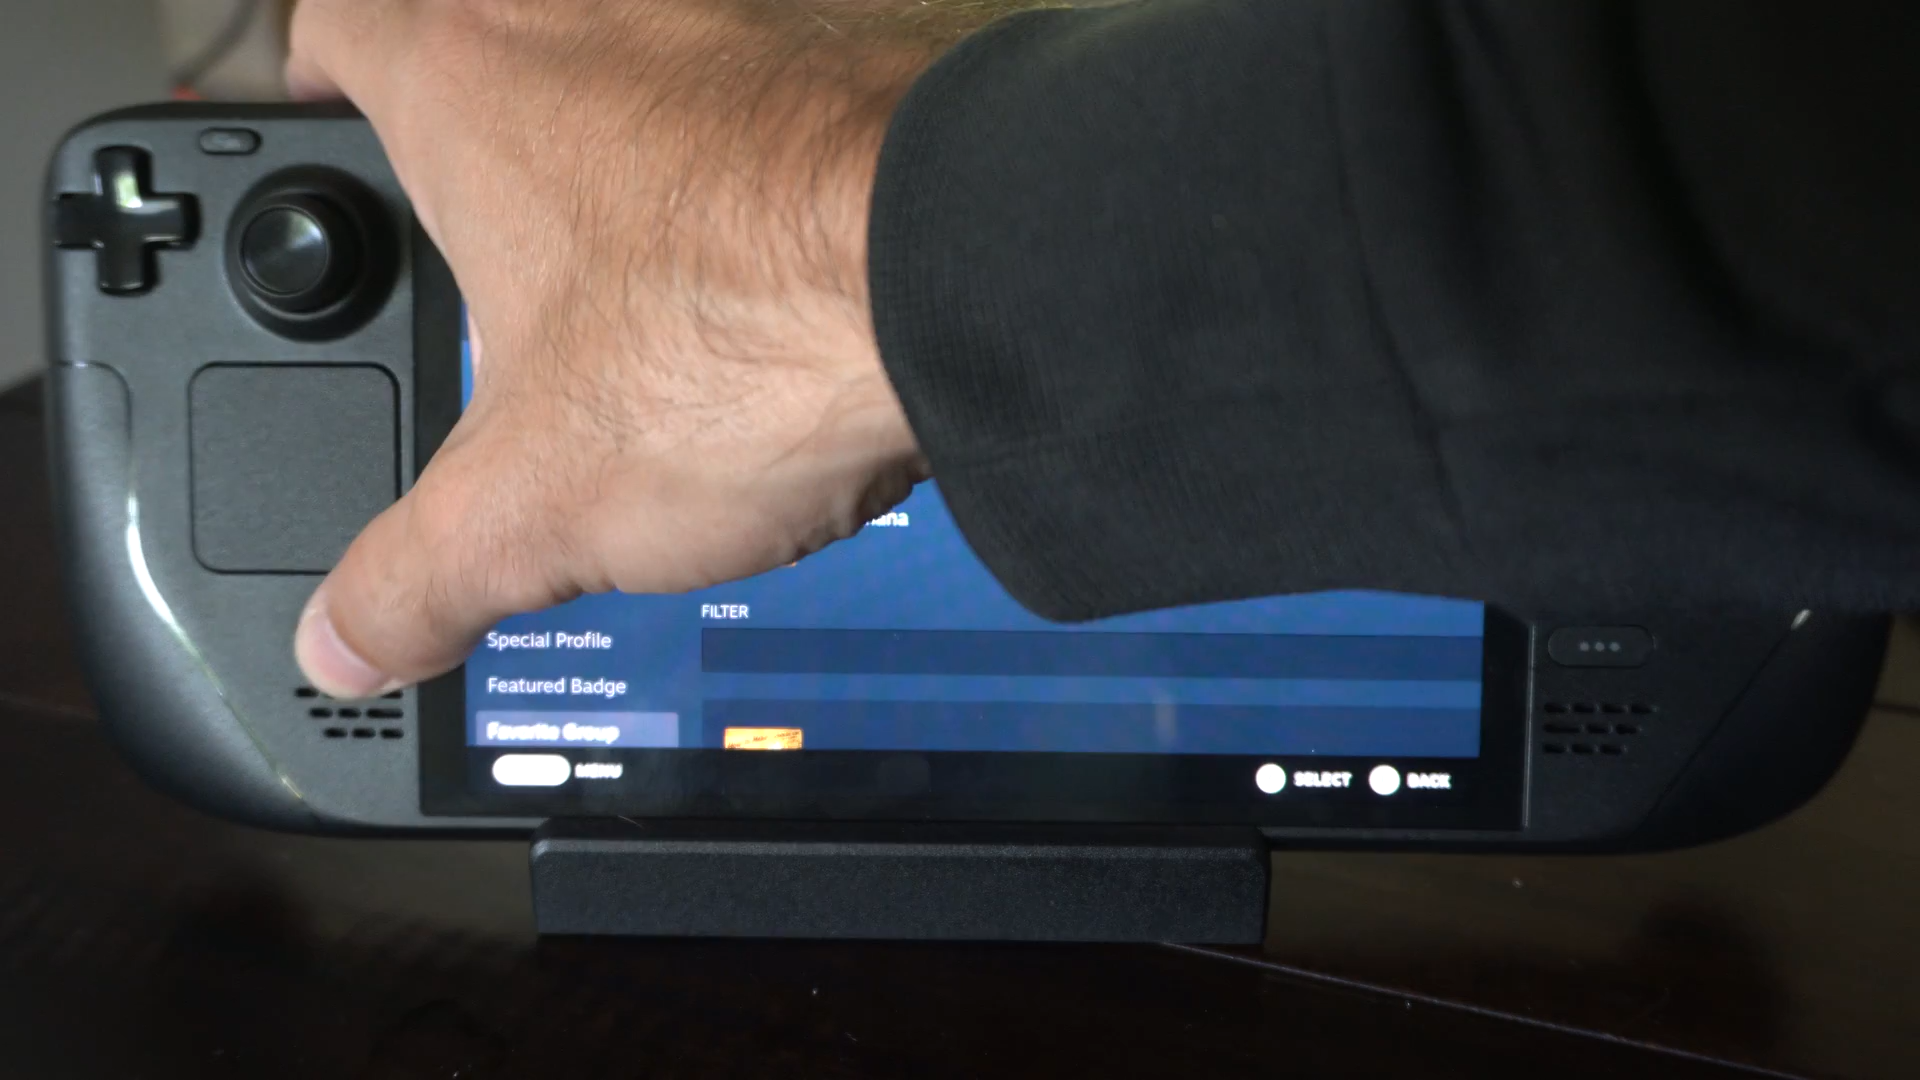 FILTER
Special Profile
Featured Badge
Favorite Group
MENU
SELECT
BACK